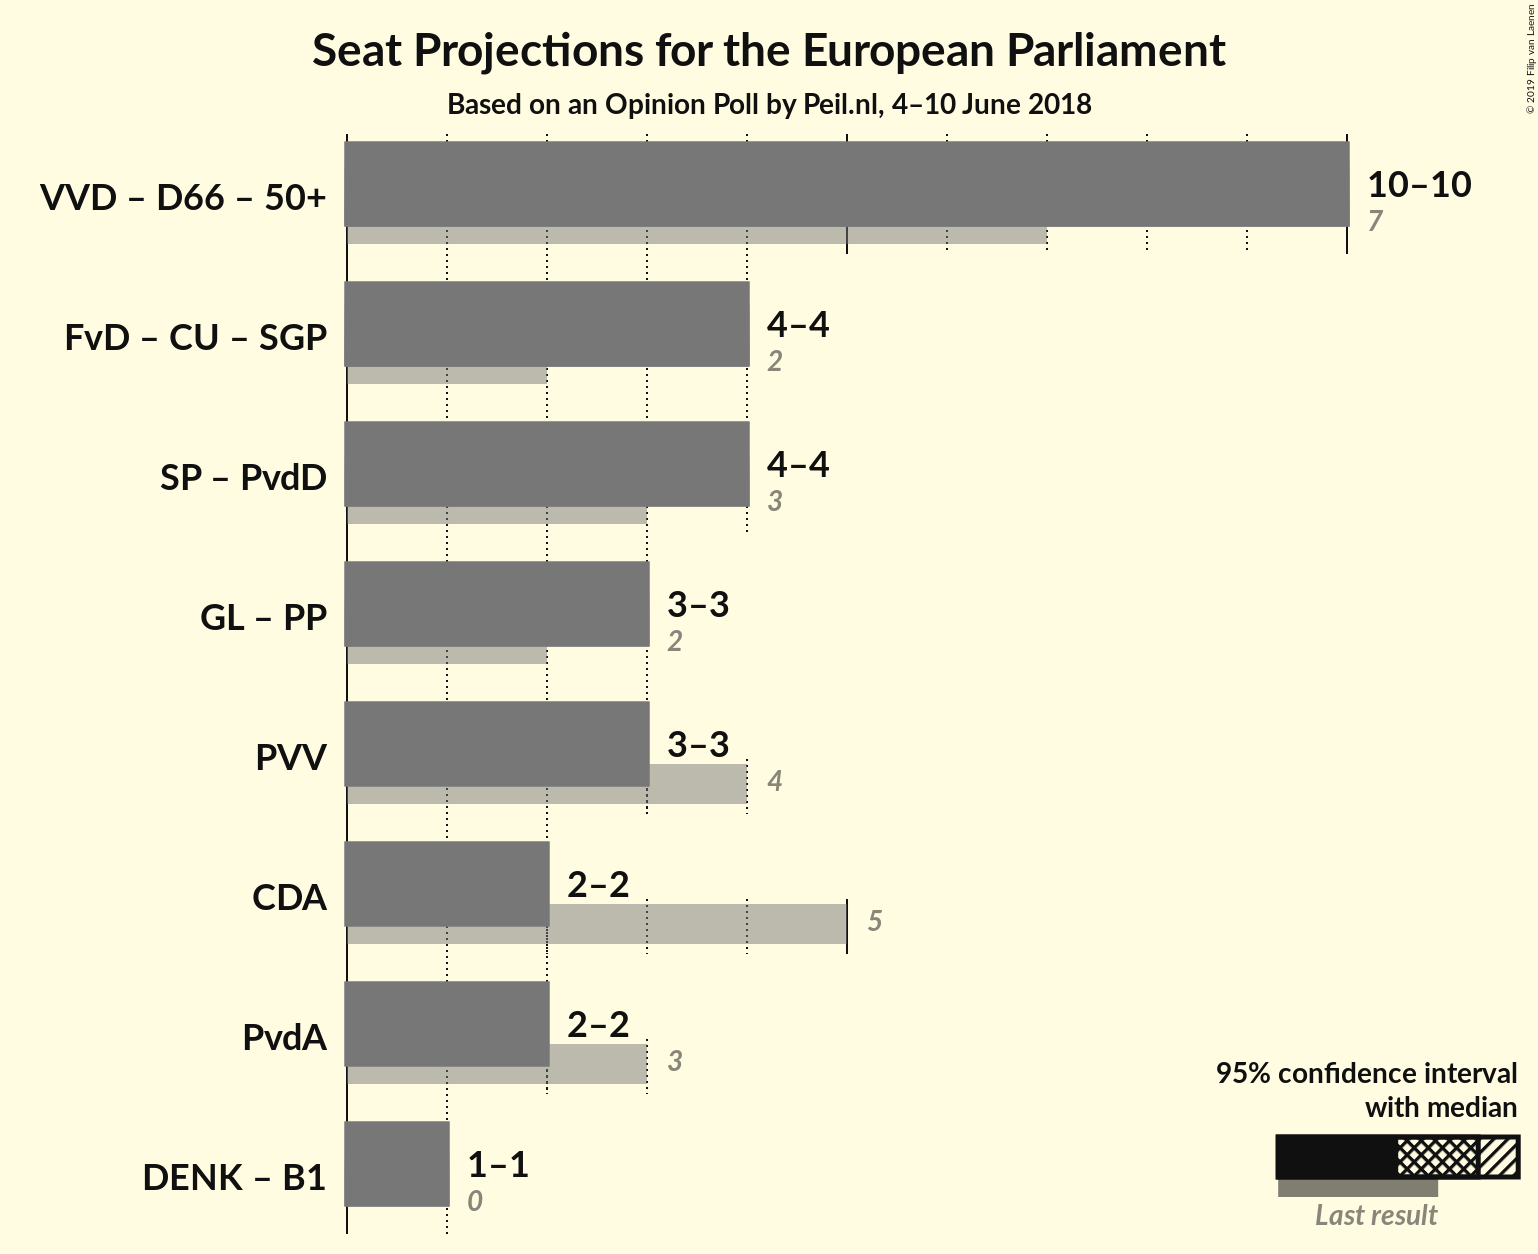 Seat Projections for the European Parliament
Based on an Opinion Poll by Peil.nl, 4–10 June 2018
© 2019 Filip van Laenen
VVD – D66 – 50+
10–10
7
FvD – CU – SGP
4–4
2
SP – PvdD
4–4
3
GL – PP
3–3
2
PVV
3–3
4
CDA
2–2
5
PvdA
2–2
3
DENK – B1
1–1
0
95% confidence interval
with median
Last result